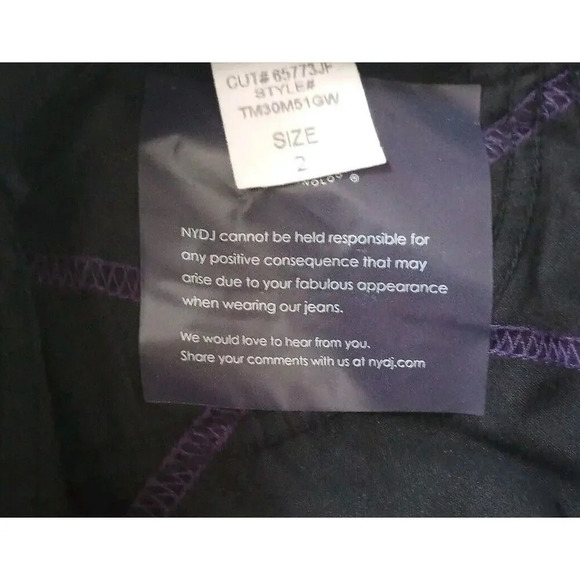 CUT# 65773JF
STYLE#
TM30M51GW
SIZE
2
NYDJ cannot be held responsible for
any positive consequence that may
arise due to your fabulous appearance
when wearing our jeans.
We would love to hear from you.
Share your comments with us at nydj.com